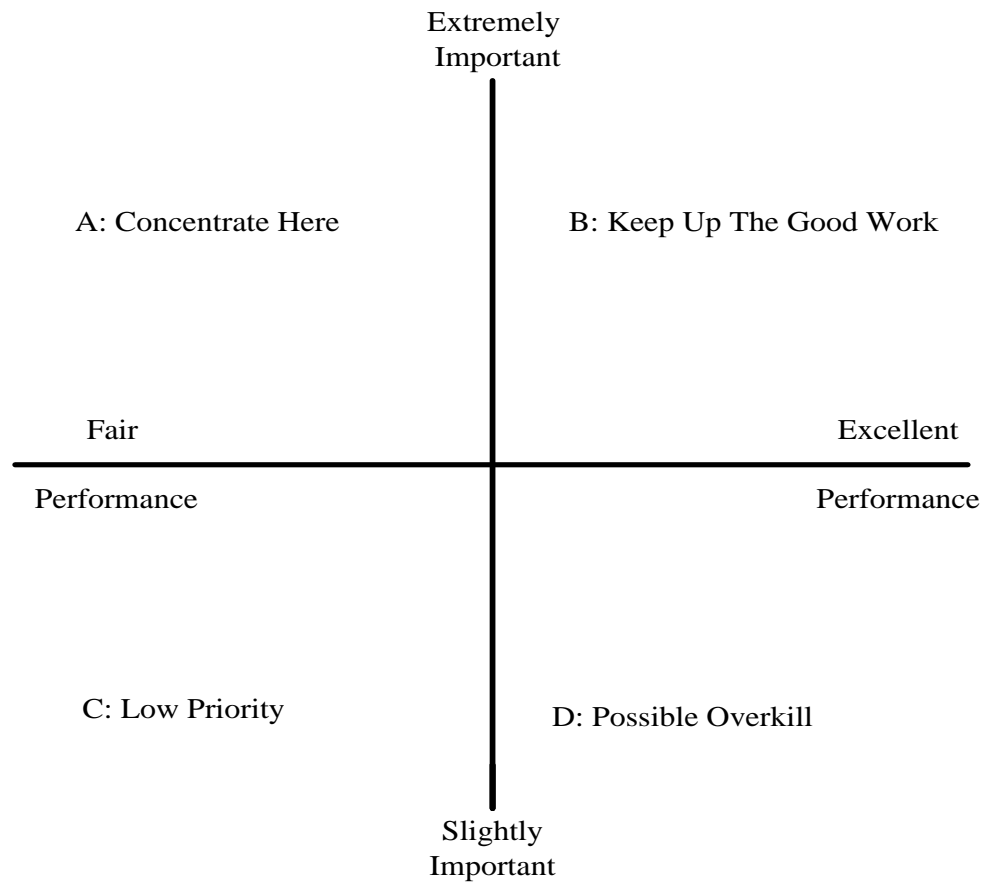 Extremely
Important
A: Concentrate Here
B: Keep Up The Good Work
Fair
Excellent
Performance
Performance
C: Low Priority
D: Possible Overkill
Slightly
Important